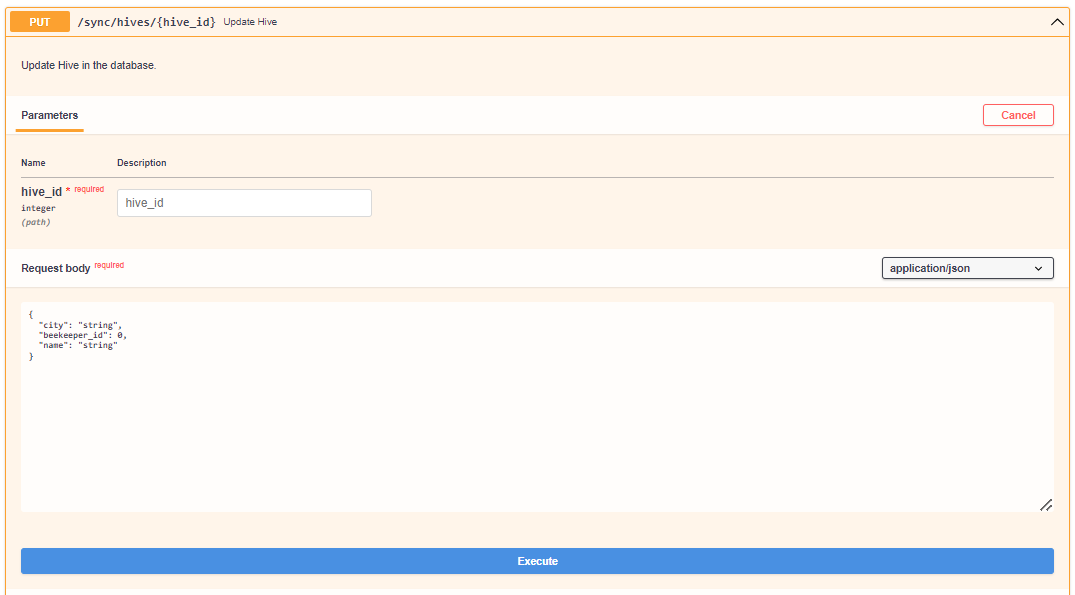 PUT /sync/hives/{hive_id} Update Hive
Update Hive in the database.
Parameters
Cancel
Name Description
hive_id * required
integer
(path)
hive_id
Request body required
application/json
{
  "city": "string",
  "beekeeper_id": 0,
  "name": "string"
}
Execute